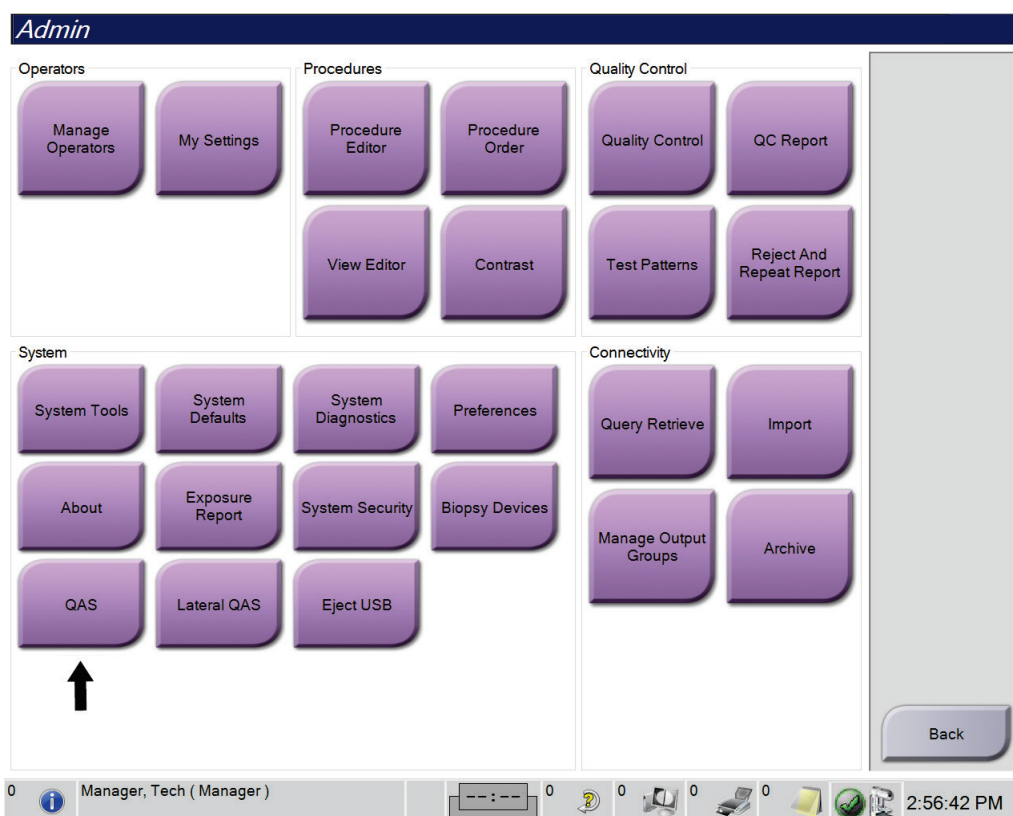 Admin
Operators
Manage
Operators
My Settings
Procedures
Procedure
Editor
Procedure
Order
View Editor
Contrast
Quality Control
Quality Control
QC Report
Test Patterns
Reject And
Repeat Report
System
System Tools
System
Defaults
System
Diagnostics
Preferences
About
Exposure
Report
System Security
Biopsy Devices
QAS
Lateral QAS
Eject USB
Connectivity
Query Retrieve
Import
Manage Output
Groups
Archive
Back
0
Manager, Tech ( Manager )
--:--
0
0
0
0
2:56:42 PM